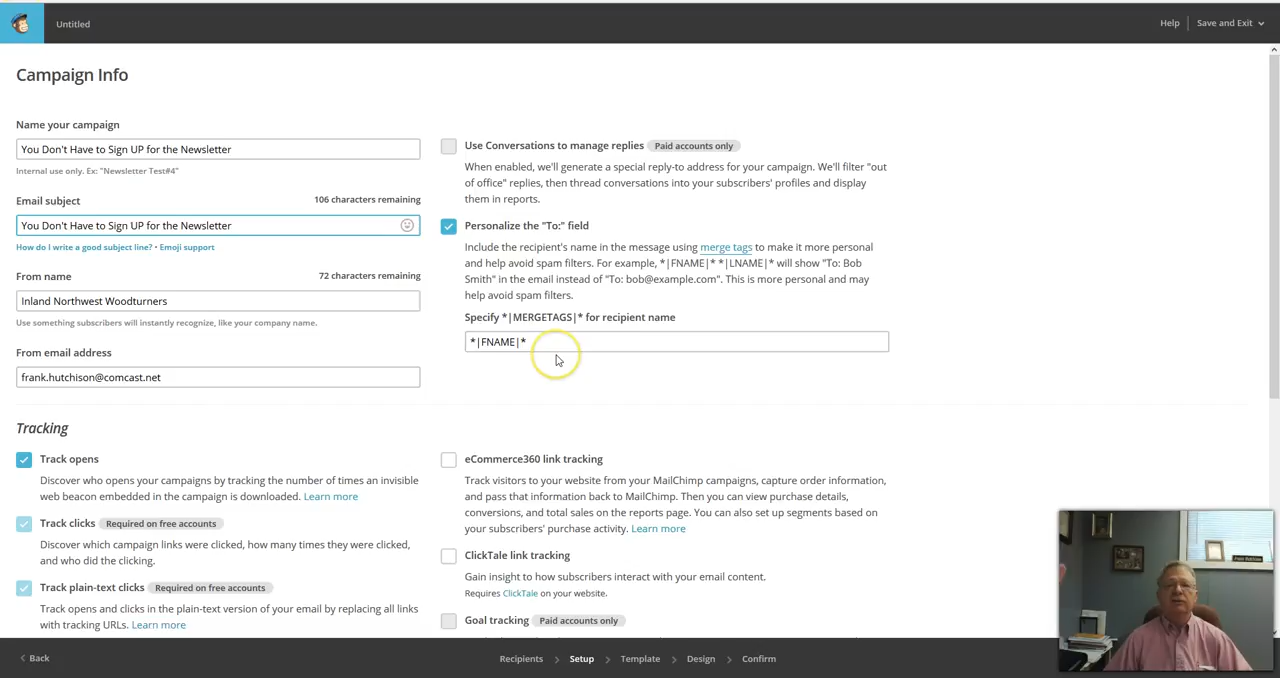 Untitled
Help
Save and Exit
Campaign Info
Name your campaign
You Don't Have to Sign UP for the Newsletter
Internal use only. Ex: "Newsletter Test#4"
Email subject
106 characters remaining
You Don't Have to Sign UP for the Newsletter
How do I write a good subject line? • Emoji support
From name
72 characters remaining
Inland Northwest Woodturners
Use something subscribers will instantly recognize, like your company name.
From email address
frank.hutchison@comcast.net
Use Conversations to manage replies Paid accounts only
When enabled, we'll generate a special reply-to address for your campaign. We'll filter "out
of office" replies, then thread conversations into your subscribers' profiles and display
them in reports.
Personalize the "To:" field
Include the recipient's name in the message using merge tags to make it more personal
and help avoid spam filters. For example, *|FNAME|* *|LNAME|* will show "To: Bob
Smith" in the email instead of "To: bob@example.com". This is more personal and may
help avoid spam filters.
Specify *|MERGETAGS|* for recipient name
*|FNAME|*
Tracking
Track opens
Discover who opens your campaigns by tracking the number of times an invisible
web beacon embedded in the campaign is downloaded. Learn more
Track clicks Required on free accounts
Discover which campaign links were clicked, how many times they were clicked,
and who did the clicking.
Track plain-text clicks Required on free accounts
Track opens and clicks in the plain-text version of your email by replacing all links
with tracking URLs. Learn more
eCommerce360 link tracking
Track visitors to your website from your MailChimp campaigns, capture order information,
and pass that information back to MailChimp. Then you can view purchase details,
conversions, and total sales on the reports page. You can also set up segments based on
your subscribers' purchase activity. Learn more
ClickTale link tracking
Gain insight to how subscribers interact with your email content.
Requires ClickTale on your website.
Goal tracking Paid accounts only
Back
Recipients
Setup
Template
Design
Confirm